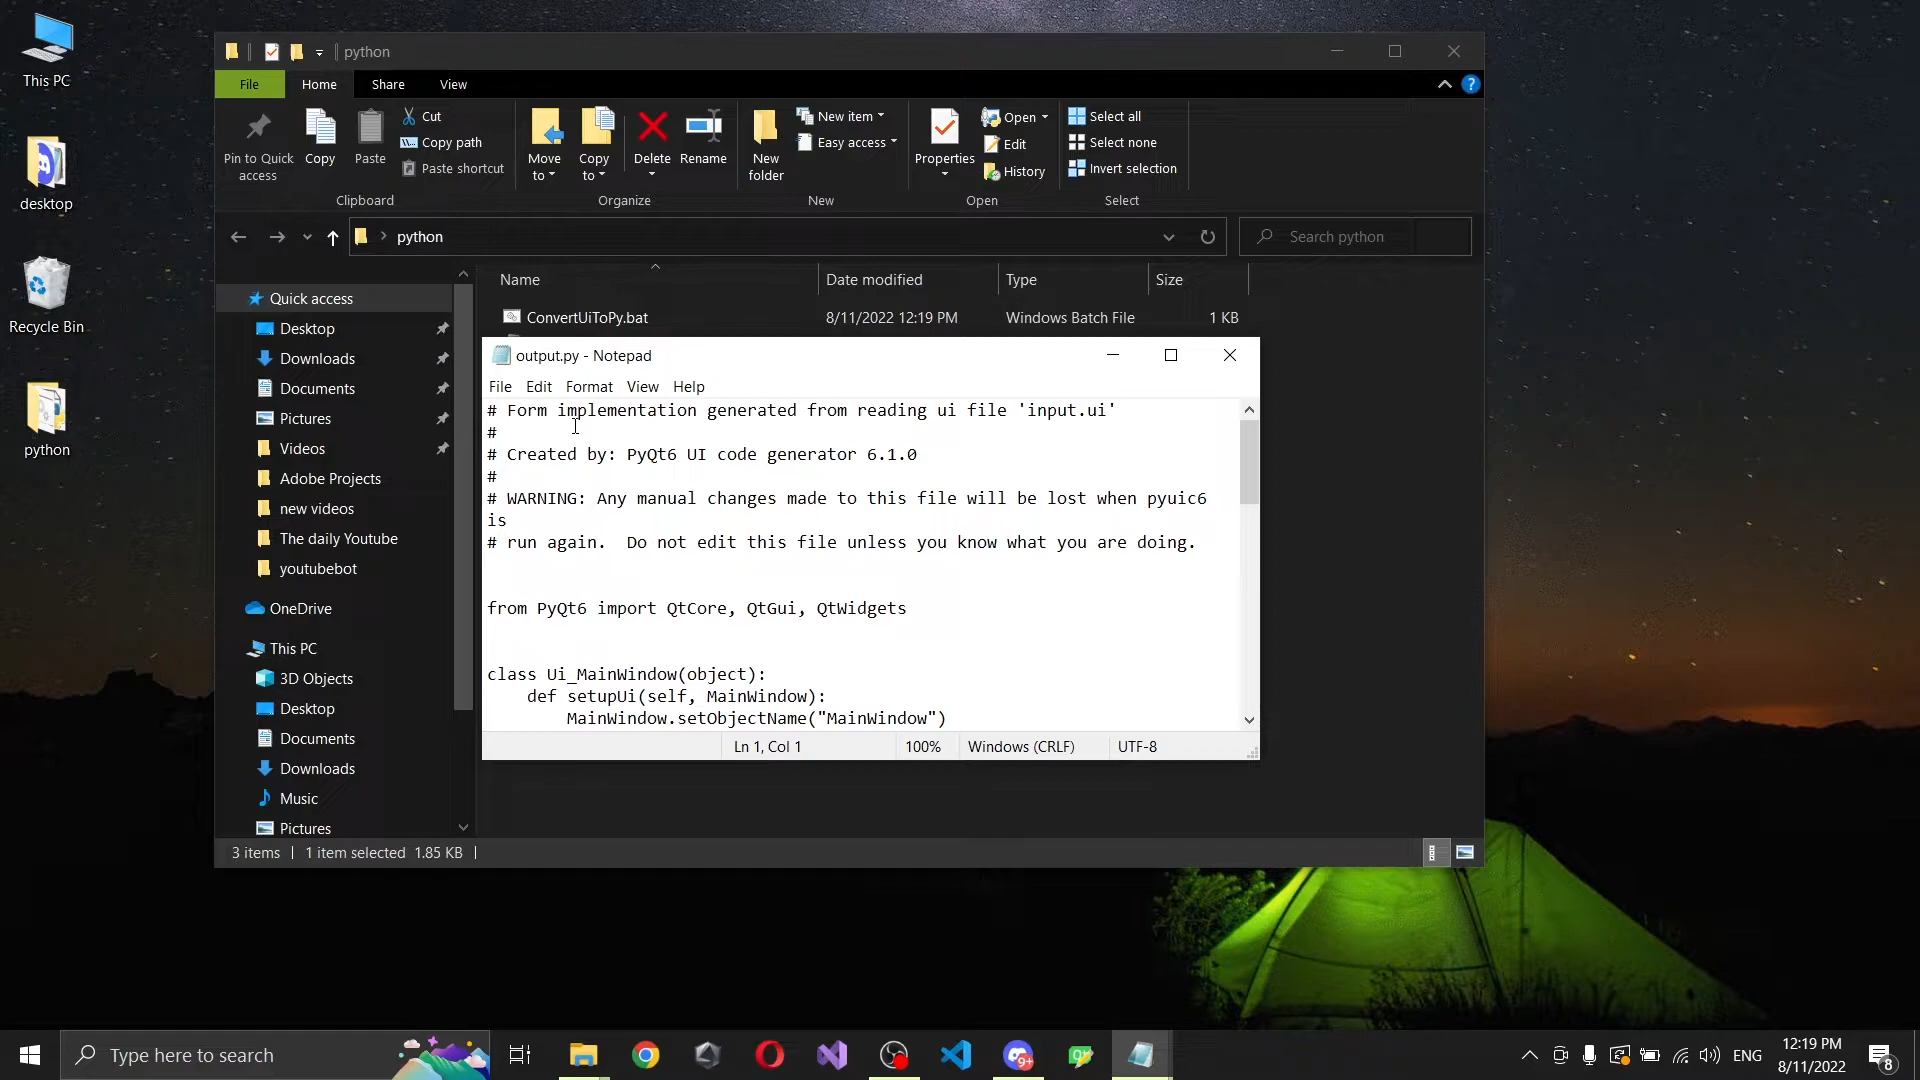 This PC
desktop
Recycle Bin
python
python
File
Home
Share
View
Pin to Quick
access
Copy
Paste
Cut
Copy path
Paste shortcut
Clipboard
Move
to
Copy
to
Delete
Rename
Organize
New
folder
New item
Easy access
New
Properties
Open
Edit
History
Open
Select all
Select none
Invert selection
Select
python
Search python
Quick access
Desktop
Downloads
Documents
Pictures
Videos
Adobe Projects
new videos
The daily Youtube
youtubebot
OneDrive
This PC
3D Objects
Desktop
Documents
Downloads
Music
Pictures
Name
Date modified
Type
Size
ConvertUiToPy.bat
8/11/2022 12:19 PM
Windows Batch File
1 KB
output.py - Notepad
File
Edit
Format
View
Help
# Form implementation generated from reading ui file 'input.ui'
#
# Created by: PyQt6 UI code generator 6.1.0
#
# WARNING: Any manual changes made to this file will be lost when pyuic6
is
# run again.  Do not edit this file unless you know what you are doing.
from PyQt6 import QtCore, QtGui, QtWidgets
class Ui_MainWindow(object):
    def setupUi(self, MainWindow):
        MainWindow.setObjectName("MainWindow")
Ln 1, Col 1
100%
Windows (CRLF)
UTF-8
3 items
1 item selected 1.85 KB
Type here to search
9+
ENG
12:19 PM
8/11/2022
8